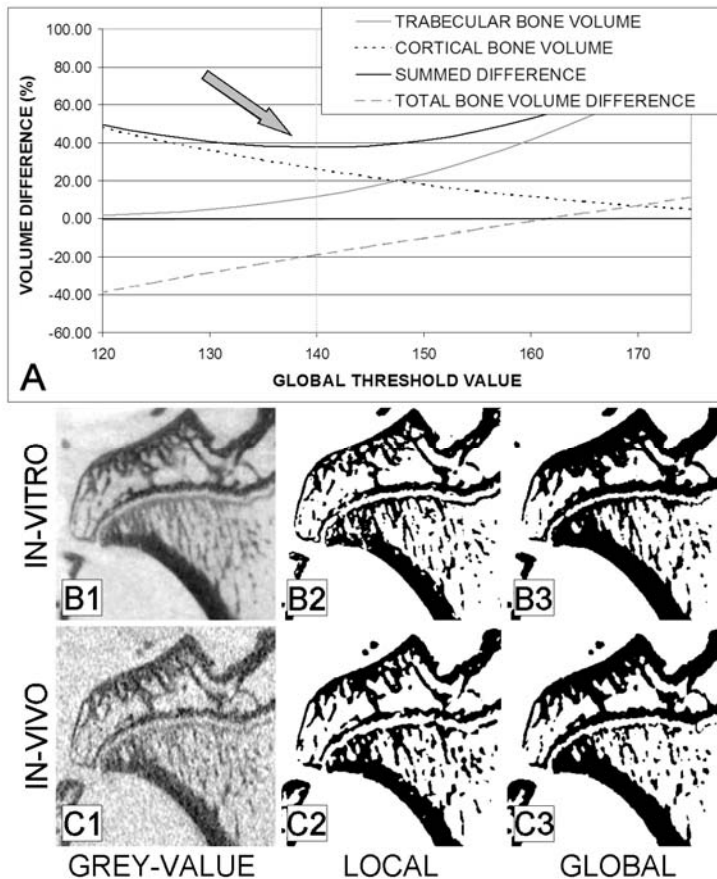 TRABECULAR BONE VOLUME
CORTICAL BONE VOLUME
SUMMED DIFFERENCE
TOTAL BONE VOLUME DIFFERENCE
VOLUME DIFFERENCE (%)
100.00
80.00
60.00
40.00
20.00
0.00
-20.00
-40.00
-60.00
120
130
140
150
160
170
GLOBAL THRESHOLD VALUE
A
IN-VITRO
B1
B2
B3
IN-VIVO
C1
C2
C3
GREY-VALUE
LOCAL
GLOBAL